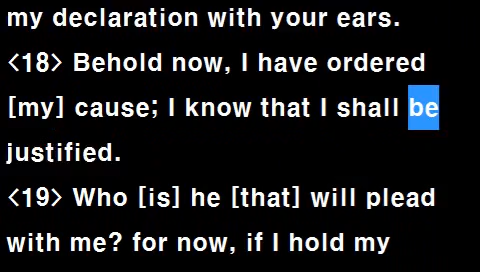 my declaration with your ears.
<18> Behold now, I have ordered
[my] cause; I know that I shall be
justified.
<19> Who [is] he [that] will plead
with me? for now, if I hold my